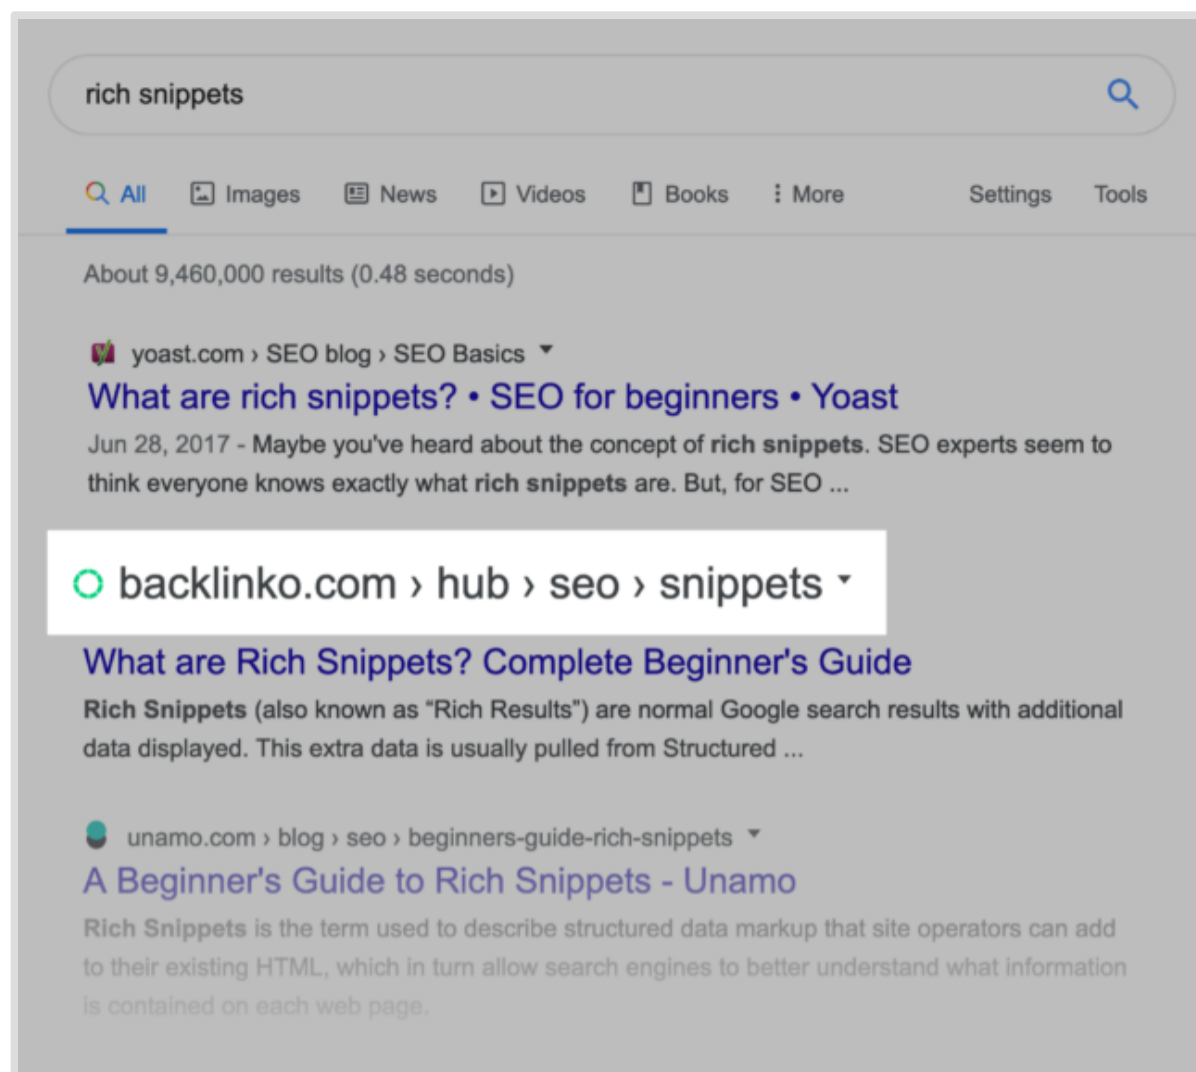 rich snippets
All Images News Videos Books More Settings Tools
About 9,460,000 results (0.48 seconds)
yoast.com › SEO blog › SEO Basics
What are rich snippets? • SEO for beginners • Yoast
Jun 28, 2017 - Maybe you've heard about the concept of rich snippets. SEO experts seem to
think everyone knows exactly what rich snippets are. But, for SEO ...
backlinko.com › hub › seo › snippets
What are Rich Snippets? Complete Beginner's Guide
Rich Snippets (also known as “Rich Results”) are normal Google search results with additional
data displayed. This extra data is usually pulled from Structured ...
unamo.com › blog › seo › beginners-guide-rich-snippets
A Beginner's Guide to Rich Snippets - Unamo
Rich Snippets is the term used to describe structured data markup that site operators can add
to their existing HTML, which in turn allow search engines to better understand what information
is contained on each web page.